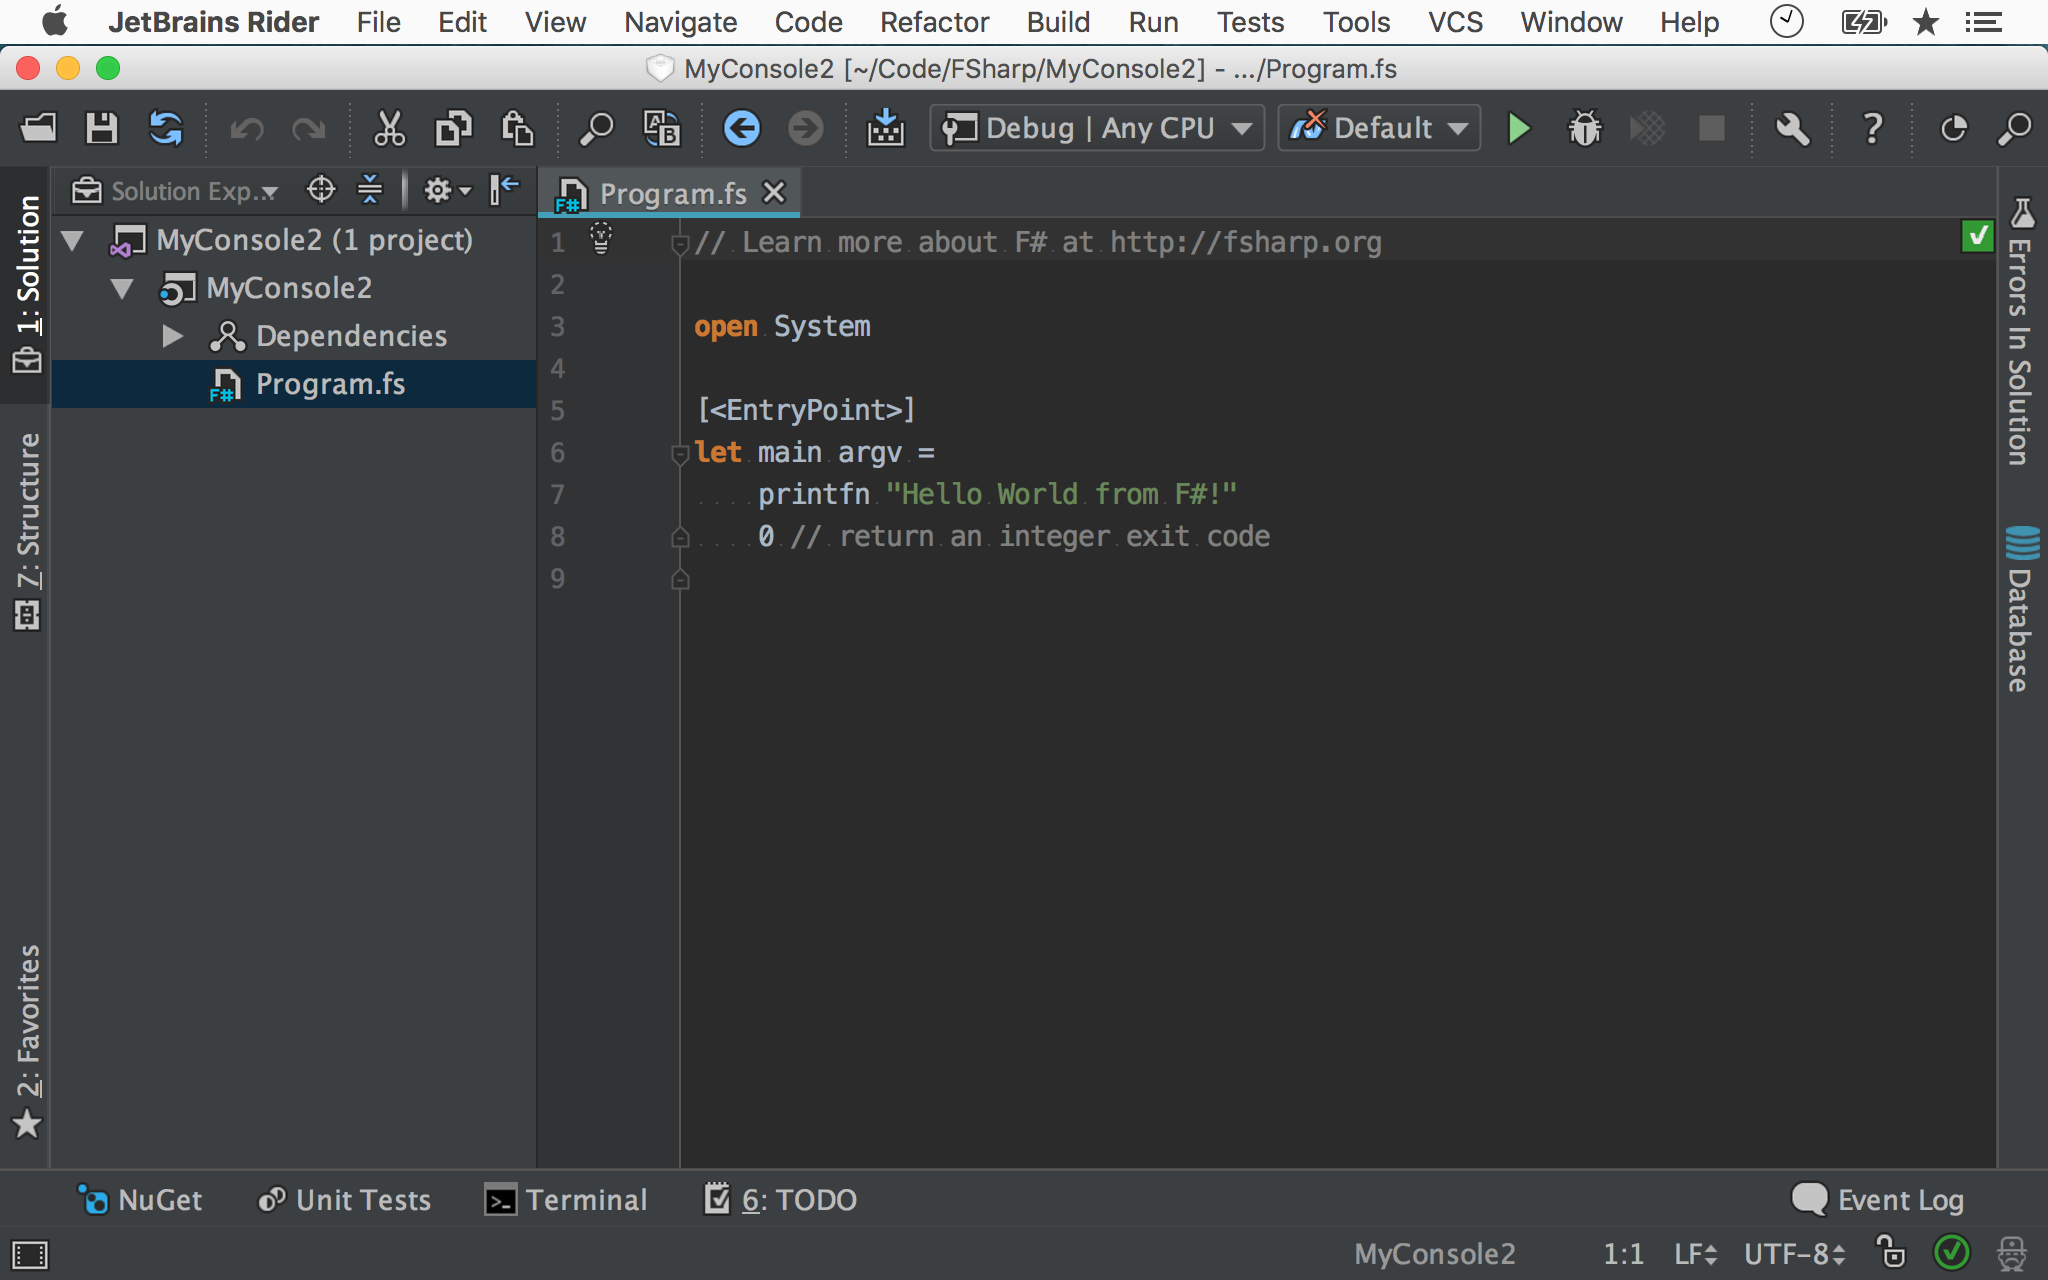 JetBrains Rider File Edit View Navigate Code Refactor Build Run Tests Tools VCS Window Help
MyConsole2 [~/Code/FSharp/MyConsole2] - .../Program.fs
Debug | Any CPU Default ?
1: Solution
7: Structure
2: Favorites
Solution Exp...
MyConsole2 (1 project)
MyConsole2
Dependencies
F# Program.fs
F# Program.fs
1 // Learn more about F# at http://fsharp.org
2
3 open System
4
5 [<EntryPoint>]
6 let main argv =
7 printfn "Hello World from F#!"
8 0 // return an integer exit code
9
Errors In Solution
Database
NuGet Unit Tests Terminal 6: TODO Event Log
MyConsole2 1:1 LF UTF-8